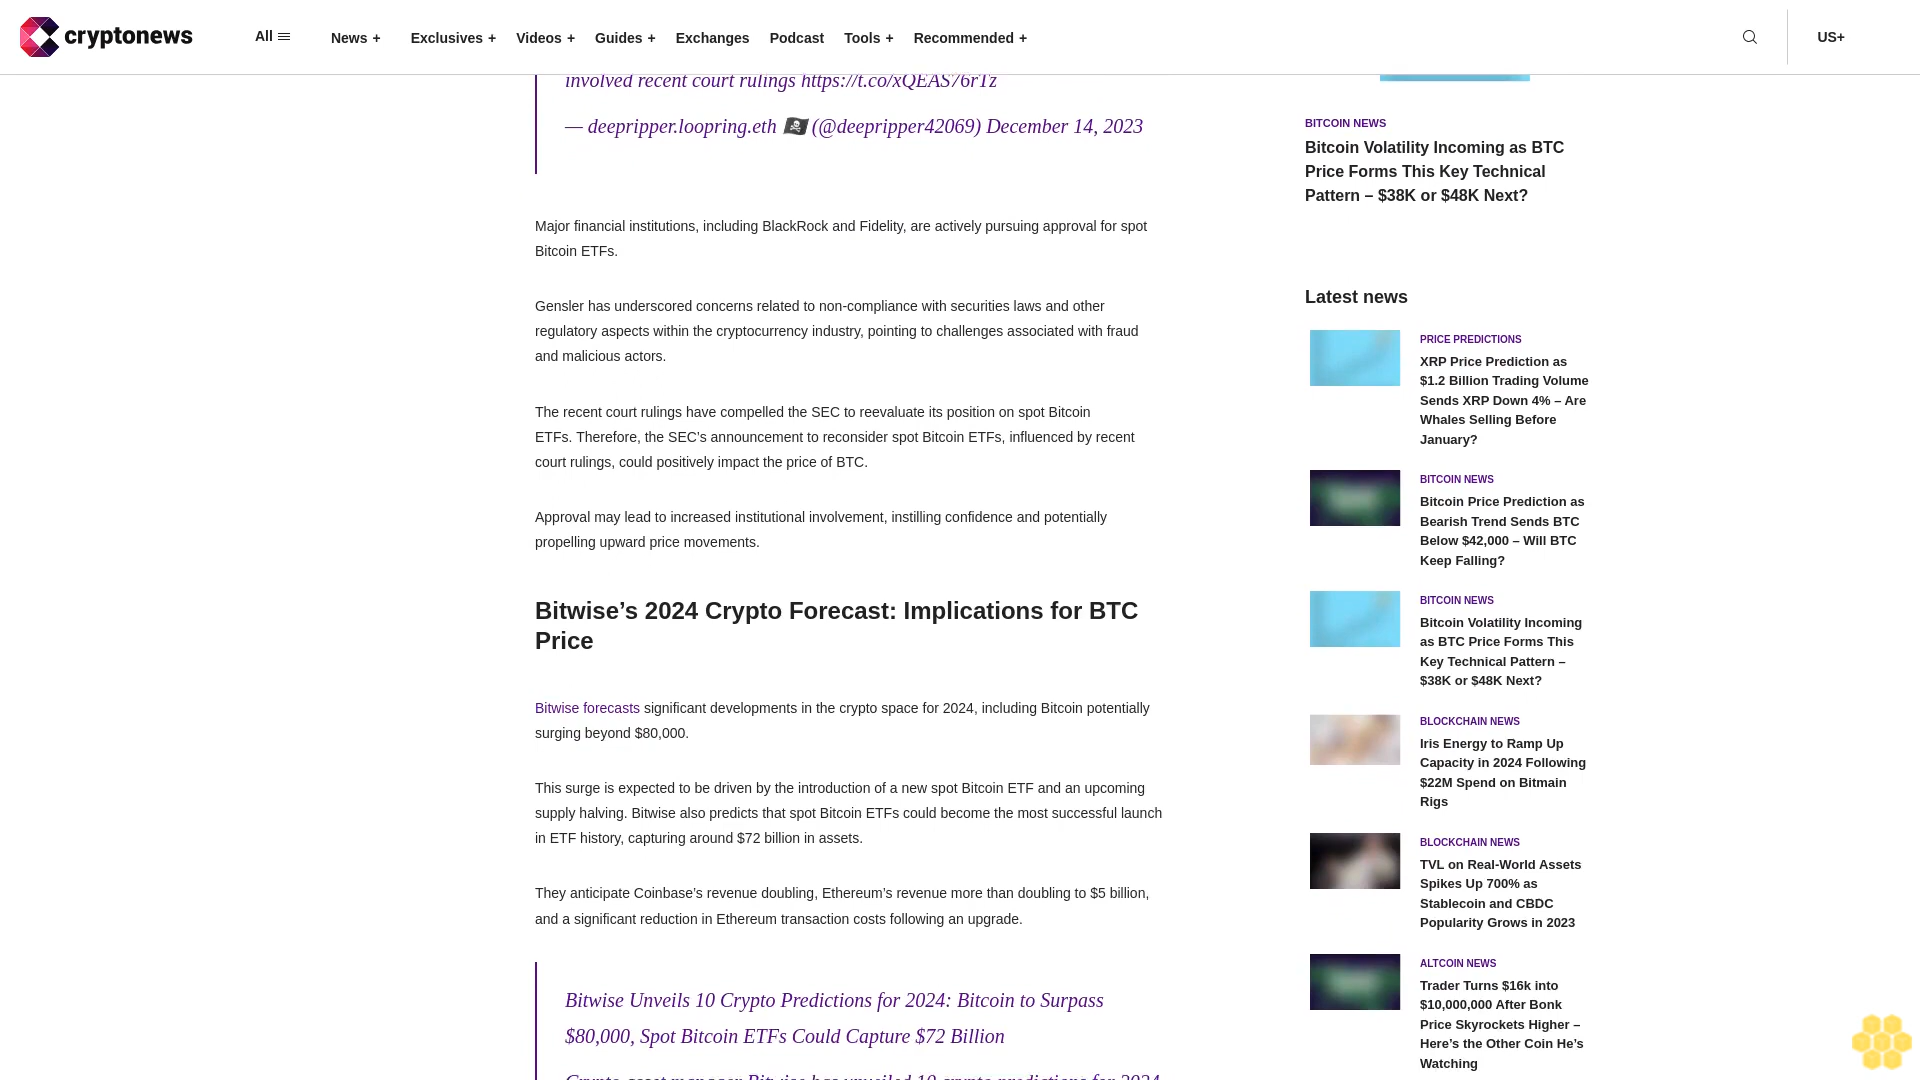 cryptonews
All
News +
Exclusives +
Videos +
Guides +
Exchanges
Podcast
Tools +
Recommended +
US+
involved recent court rulings https://t.co/xQEAS76rTz
— deepripper.loopring.eth 🏴‍☠️ (@deepripper42069) December 14, 2023
Major financial institutions, including BlackRock and Fidelity, are actively pursuing approval for spot
Bitcoin ETFs.
Gensler has underscored concerns related to non-compliance with securities laws and other
regulatory aspects within the cryptocurrency industry, pointing to challenges associated with fraud
and malicious actors.
The recent court rulings have compelled the SEC to reevaluate its position on spot Bitcoin
ETFs. Therefore, the SEC’s announcement to reconsider spot Bitcoin ETFs, influenced by recent
court rulings, could positively impact the price of BTC.
Approval may lead to increased institutional involvement, instilling confidence and potentially
propelling upward price movements.
Bitwise’s 2024 Crypto Forecast: Implications for BTC
Price
Bitwise forecasts significant developments in the crypto space for 2024, including Bitcoin potentially
surging beyond $80,000.
This surge is expected to be driven by the introduction of a new spot Bitcoin ETF and an upcoming
supply halving. Bitwise also predicts that spot Bitcoin ETFs could become the most successful launch
in ETF history, capturing around $72 billion in assets.
They anticipate Coinbase’s revenue doubling, Ethereum’s revenue more than doubling to $5 billion,
and a significant reduction in Ethereum transaction costs following an upgrade.
Bitwise Unveils 10 Crypto Predictions for 2024: Bitcoin to Surpass
$80,000, Spot Bitcoin ETFs Could Capture $72 Billion
Crypto asset manager Bitwise has unveiled 10 crypto predictions for 2024
BITCOIN NEWS
Bitcoin Volatility Incoming as BTC
Price Forms This Key Technical
Pattern – $38K or $48K Next?
Latest news
PRICE PREDICTIONS
XRP Price Prediction as
$1.2 Billion Trading Volume
Sends XRP Down 4% – Are
Whales Selling Before
January?
BITCOIN NEWS
Bitcoin Price Prediction as
Bearish Trend Sends BTC
Below $42,000 – Will BTC
Keep Falling?
BITCOIN NEWS
Bitcoin Volatility Incoming
as BTC Price Forms This
Key Technical Pattern –
$38K or $48K Next?
BLOCKCHAIN NEWS
Iris Energy to Ramp Up
Capacity in 2024 Following
$22M Spend on Bitmain
Rigs
BLOCKCHAIN NEWS
TVL on Real-World Assets
Spikes Up 700% as
Stablecoin and CBDC
Popularity Grows in 2023
ALTCOIN NEWS
Trader Turns $16k into
$10,000,000 After Bonk
Price Skyrockets Higher –
Here’s the Other Coin He’s
Watching